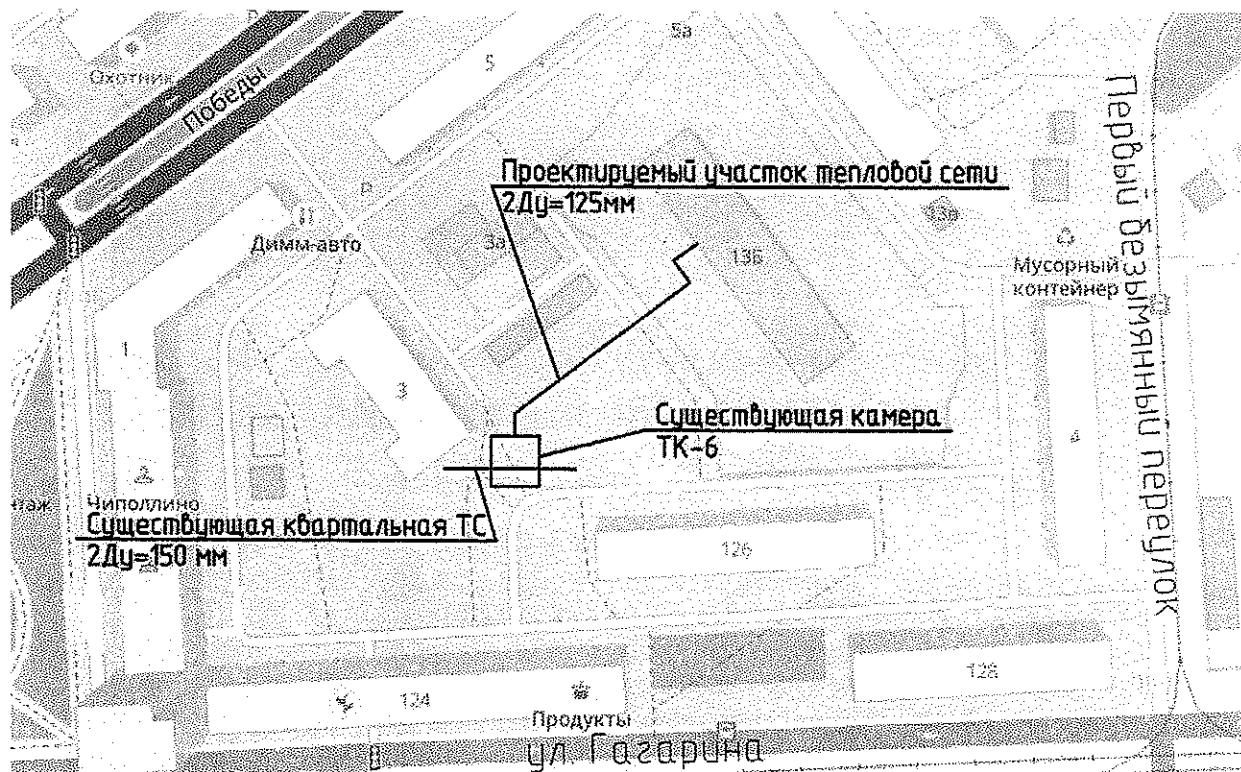 5а
Охотник
5
Победы
Первый безымянный переулок
Проектируемый участок тепловой сети
2Ду=125мм
Р
Димм-авто
3а
13б
Мусорный
контейнер
1
3
4
Существующая камера
ТК-6
Чиполлино
Существующая квартальная ТС
2Ду=150 мм
126
128
124
Продукты
ул. Гагарина